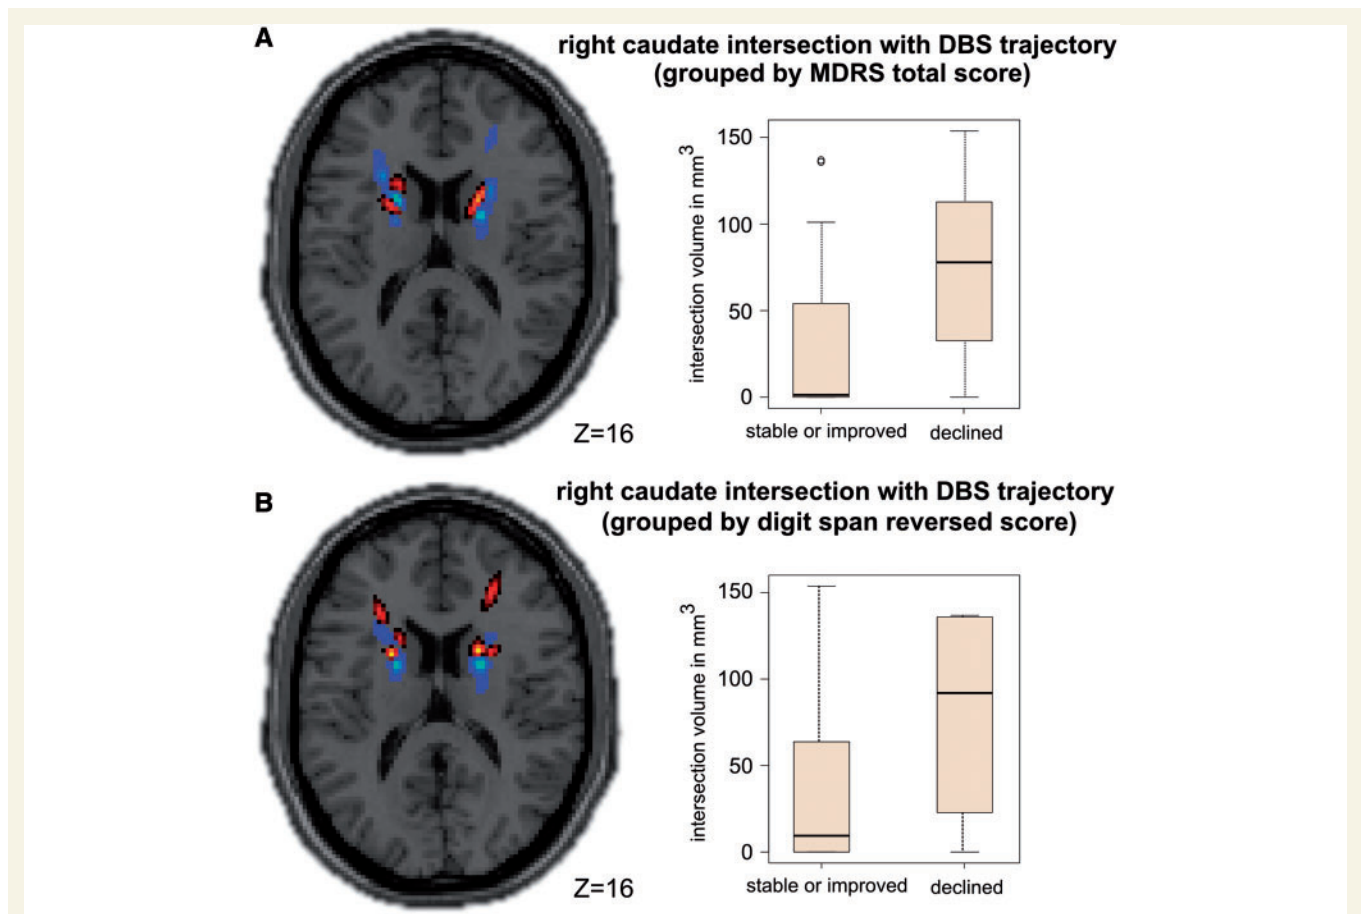 A
right caudate intersection with DBS trajectory
(grouped by MDRS total score)
150
100
50
0
intersection volume in mm³
stable or improved
declined
Z=16
B
right caudate intersection with DBS trajectory
(grouped by digit span reversed score)
150
100
50
0
intersection volume in mm³
stable or improved
declined
Z=16